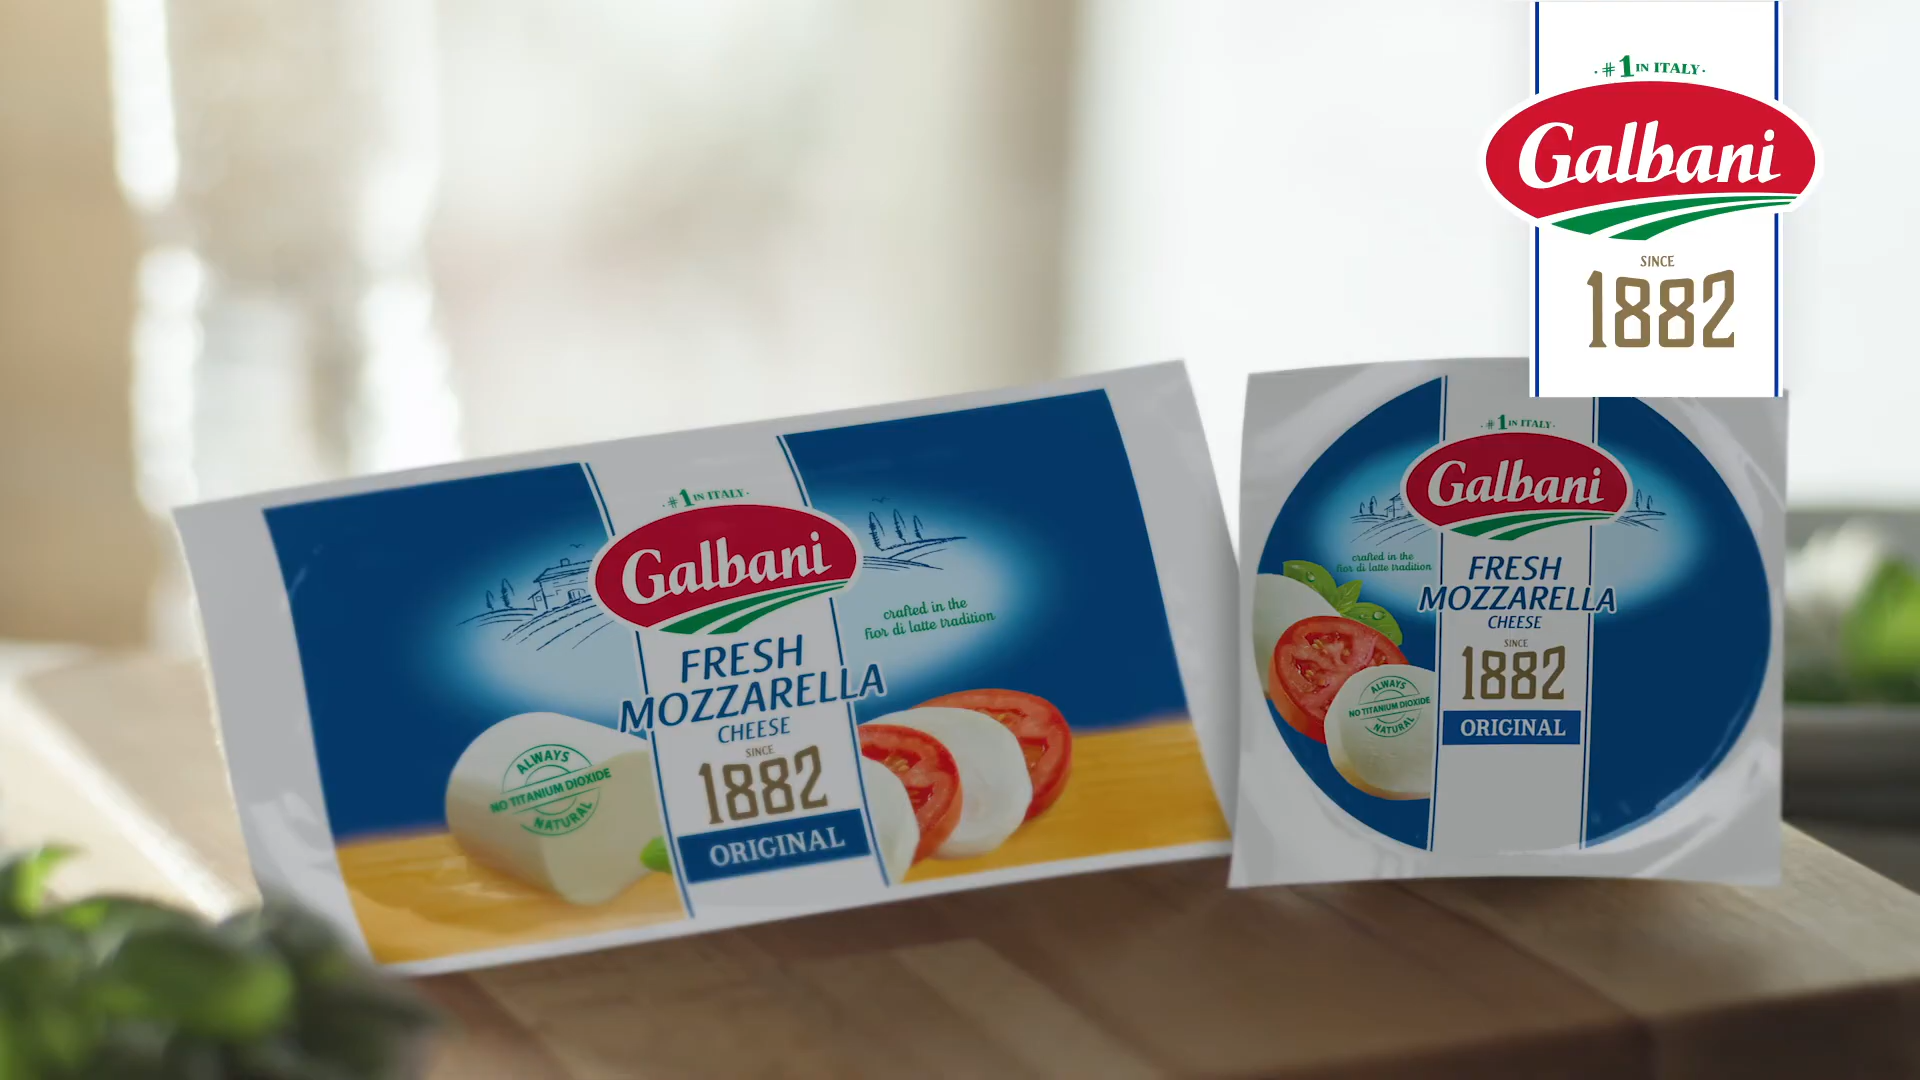 · #1 IN ITALY ·
Galbani
SINCE
1882
· #1 IN ITALY ·
Galbani
crafted in the
fior di latte tradition
FRESH
MOZZARELLA
CHEESE
SINCE
1882
ORIGINAL
ALWAYS
NO TITANIUM DIOXIDE
NATURAL
· #1 IN ITALY ·
Galbani
crafted in the
fior di latte tradition
FRESH
MOZZARELLA
CHEESE
SINCE
1882
ORIGINAL
ALWAYS
NO TITANIUM DIOXIDE
NATURAL